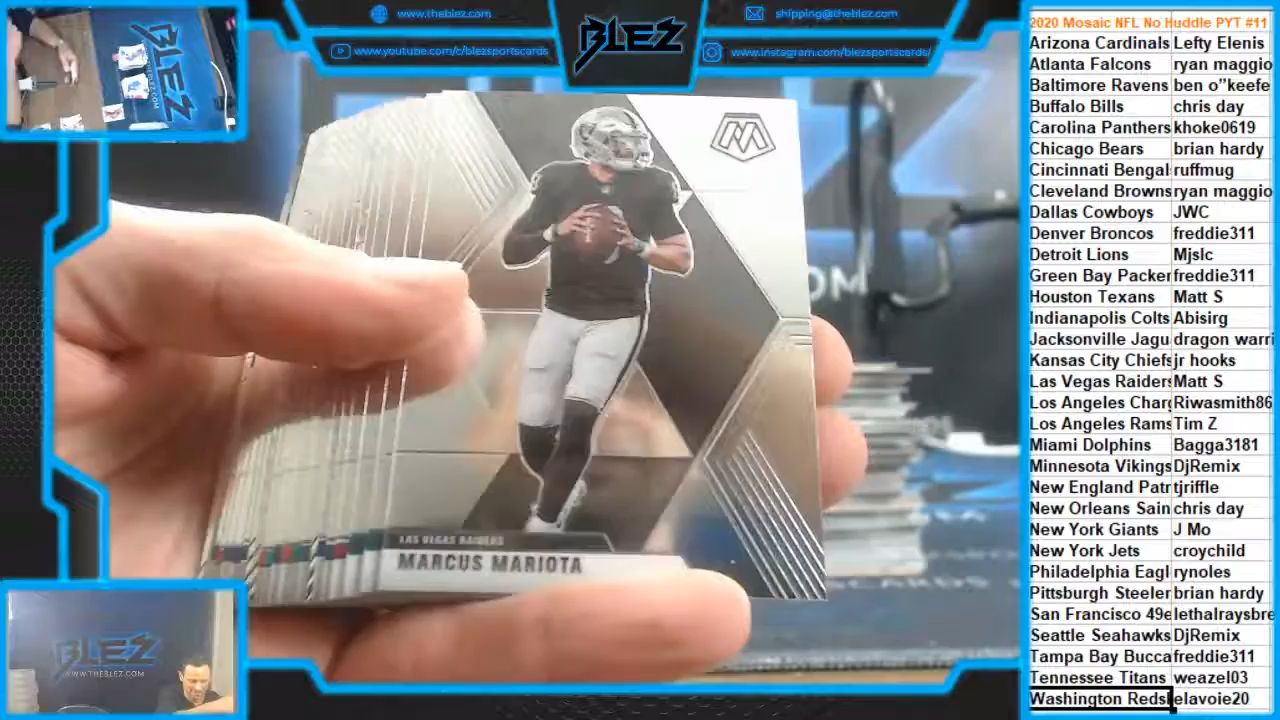 www.theblez.com
shipping@theblez.com
www.youtube.com/c/blezsportscards
www.instagram.com/blezsportscards/
BLEZ
BLEZ
.COM
LAS VEGAS RAIDERS
MARCUS MARIOTA
BLEZ
WWW.THEBLEZ.COM
2020 Mosaic NFL No Huddle PYT #11
Arizona Cardinals Lefty Elenis
Atlanta Falcons ryan maggio
Baltimore Ravens ben o"keefe
Buffalo Bills chris day
Carolina Panthers khoke0619
Chicago Bears brian hardy
Cincinnati Bengal ruffmug
Cleveland Browns ryan maggio
Dallas Cowboys JWC
Denver Broncos freddie311
Detroit Lions Mjslc
Green Bay Packer freddie311
Houston Texans Matt S
Indianapolis Colts Abisirg
Jacksonville Jagu dragon warri
Kansas City Chiefs jr hooks
Las Vegas Raiders Matt S
Los Angeles Charg Riwasmith86
Los Angeles Rams Tim Z
Miami Dolphins Bagga3181
Minnesota Vikings DjRemix
New England Patr tjriffle
New Orleans Sain chris day
New York Giants J Mo
New York Jets croychild
Philadelphia Eagl rynoles
Pittsburgh Steeler brian hardy
San Francisco 49e lethalraysbre
Seattle Seahawks DjRemix
Tampa Bay Bucca freddie311
Tennessee Titans weazel03
Washington Reds elavoie20